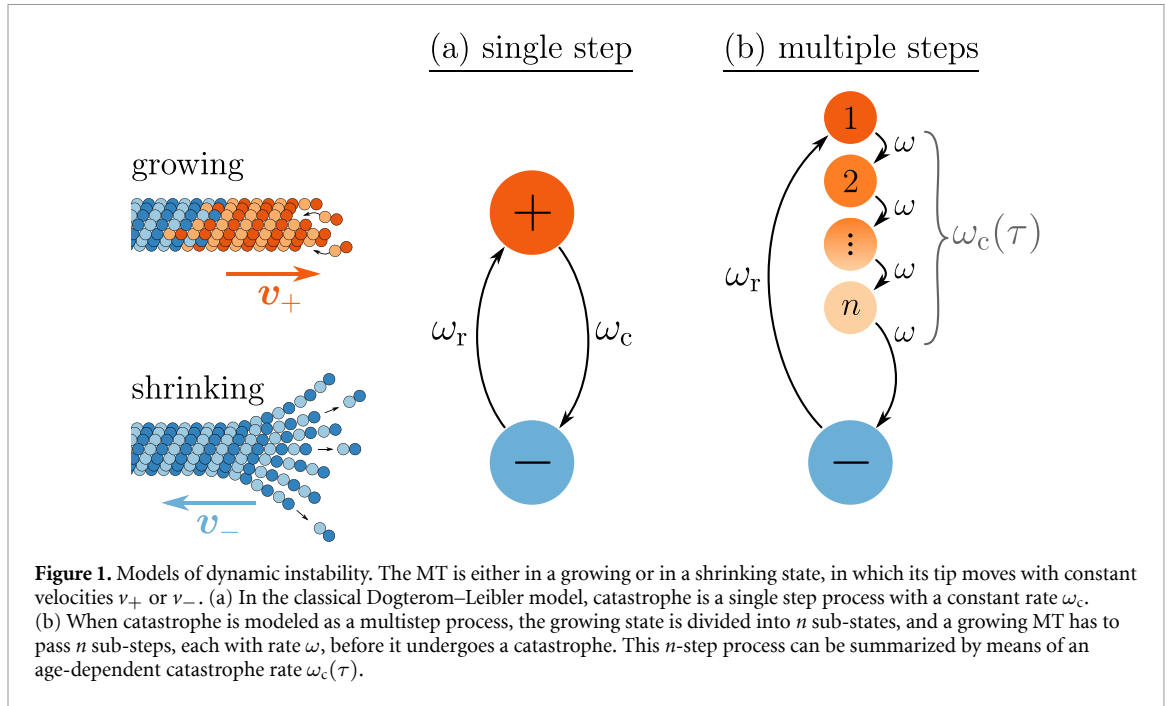 (a) single step
(b) multiple steps
growing
v₊
shrinking
v₋
+
ωr
ωc
−
1
ω
2
ω
⋮
ω
n
ω
ωc(τ)
ωr
−
Figure 1. Models of dynamic instability. The MT is either in a growing or in a shrinking state, in which its tip moves with constant
velocities v+ or v−. (a) In the classical Dogterom–Leibler model, catastrophe is a single step process with a constant rate ωc.
(b) When catastrophe is modeled as a multistep process, the growing state is divided into n sub-states, and a growing MT has to
pass n sub-steps, each with rate ω, before it undergoes a catastrophe. This n-step process can be summarized by means of an
age-dependent catastrophe rate ωc(τ).